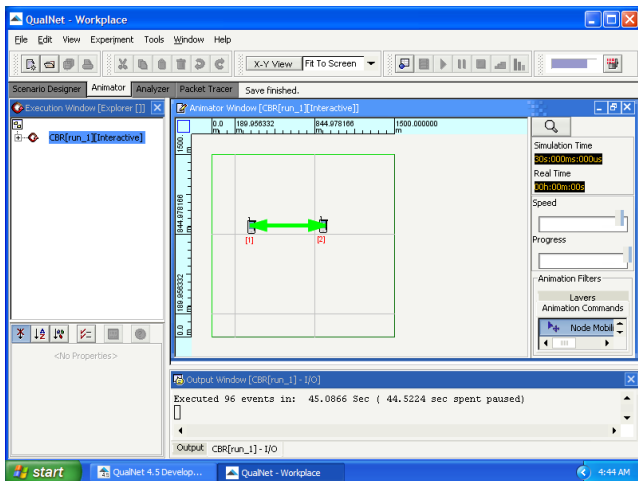 QualNet - Workplace
File Edit View Experiment Tools Window Help
X-Y View Fit To Screen
Scenario Designer Animator Analyzer Packet Tracer Save finished.
Execution Window [Explorer []]
CBR[run_1][Interactive]
Animator Window [CBR[run_1][Interactive]]
0.0 189.956332 844.978166 1500.000000
m m m m
1500.
844.978166
m
189.956332
m
0.0
m
[1] [2]
Simulation Time
30s:000ms:000us
Real Time
00h:00m:00s
Speed
Progress
Animation Filters
Layers
Animation Commands
Node Mobili
<No Properties>
Output Window [CBR[run_1] - I/O]
Executed 96 events in: 45.0866 Sec ( 44.5224 sec spent paused)
Output CBR[run_1] - I/O
start QualNet 4.5 Develop... QualNet - Workplace 4:44 AM